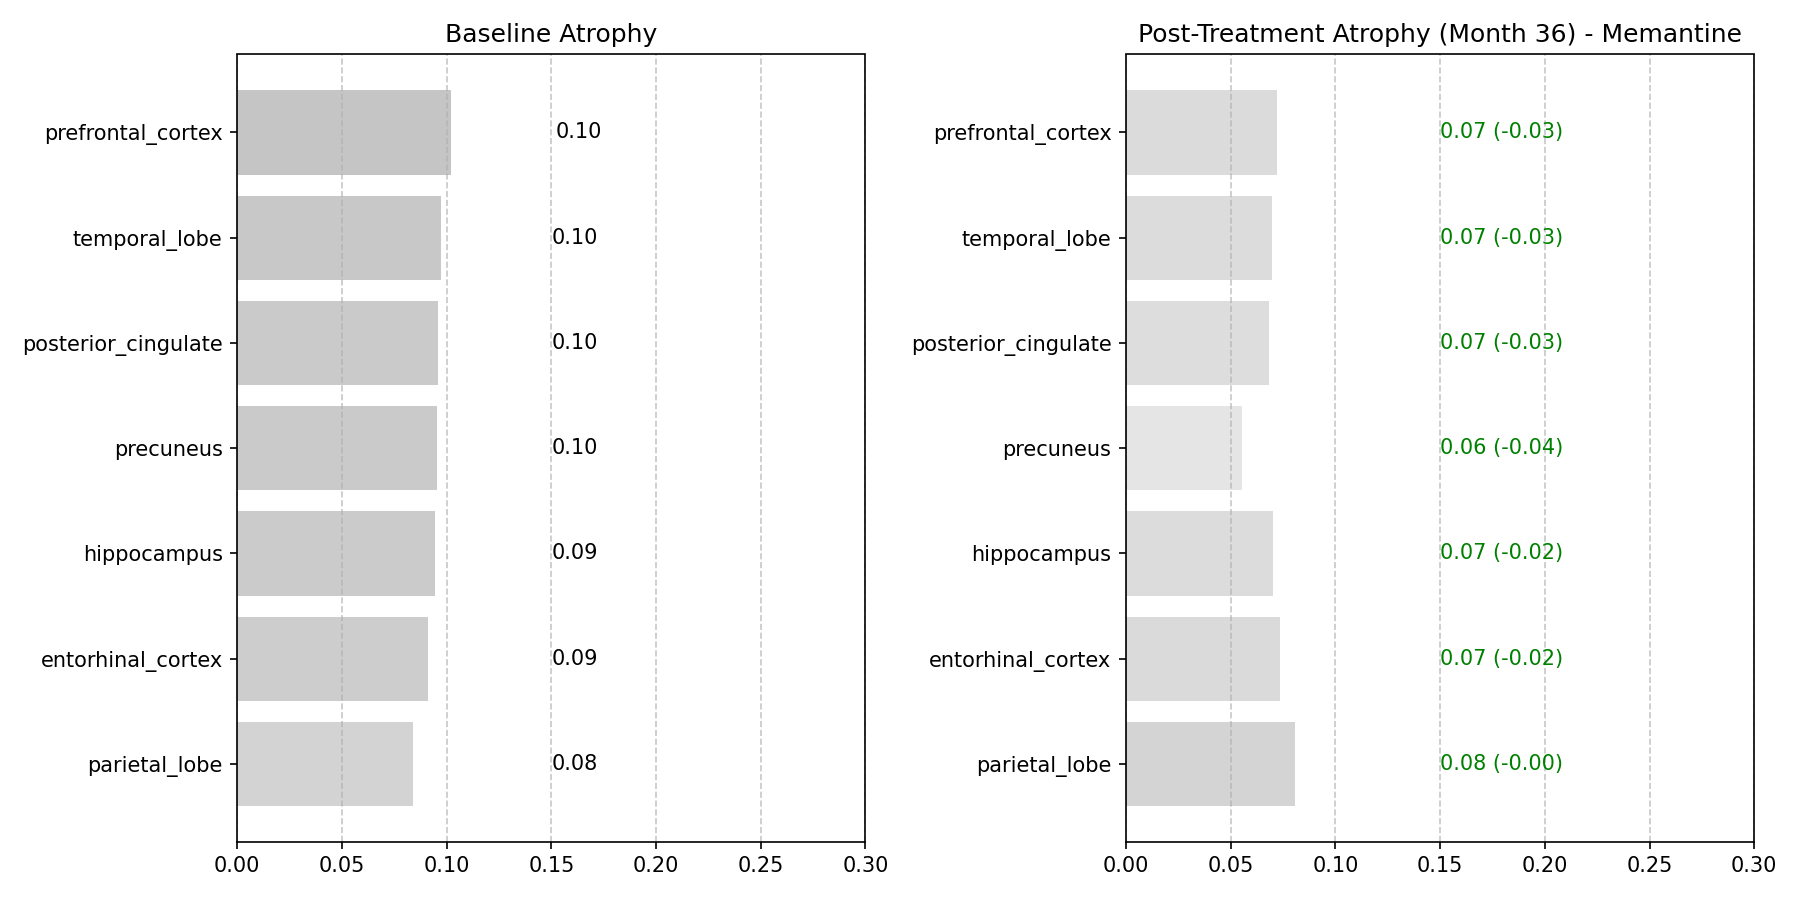 Baseline Atrophy
prefrontal_cortex 0.10
temporal_lobe 0.10
posterior_cingulate 0.10
precuneus 0.10
hippocampus 0.09
entorhinal_cortex 0.09
parietal_lobe 0.08
0.00 0.05 0.10 0.15 0.20 0.25 0.30
Post-Treatment Atrophy (Month 36) - Memantine
prefrontal_cortex 0.07 (-0.03)
temporal_lobe 0.07 (-0.03)
posterior_cingulate 0.07 (-0.03)
precuneus 0.06 (-0.04)
hippocampus 0.07 (-0.02)
entorhinal_cortex 0.07 (-0.02)
parietal_lobe 0.08 (-0.00)
0.00 0.05 0.10 0.15 0.20 0.25 0.30